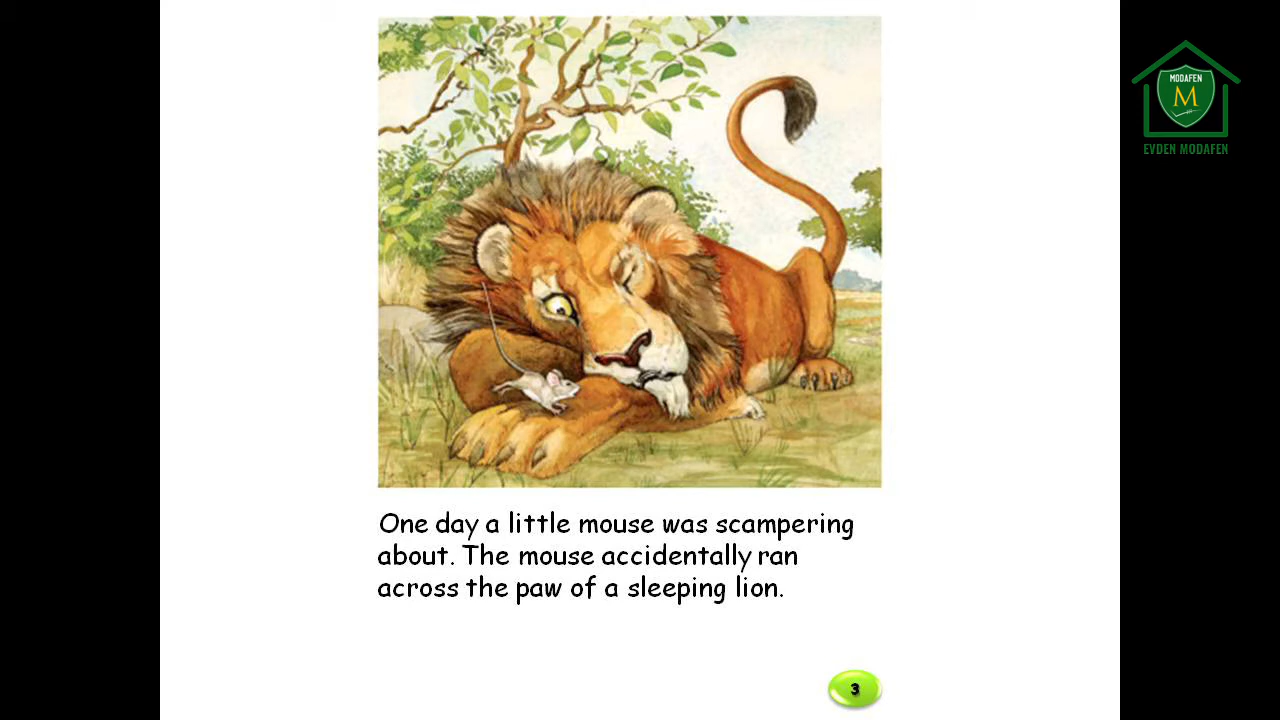 MODAFEN
M
EVDEN MODAFEN
One day a little mouse was scampering
about. The mouse accidentally ran
across the paw of a sleeping lion.
3